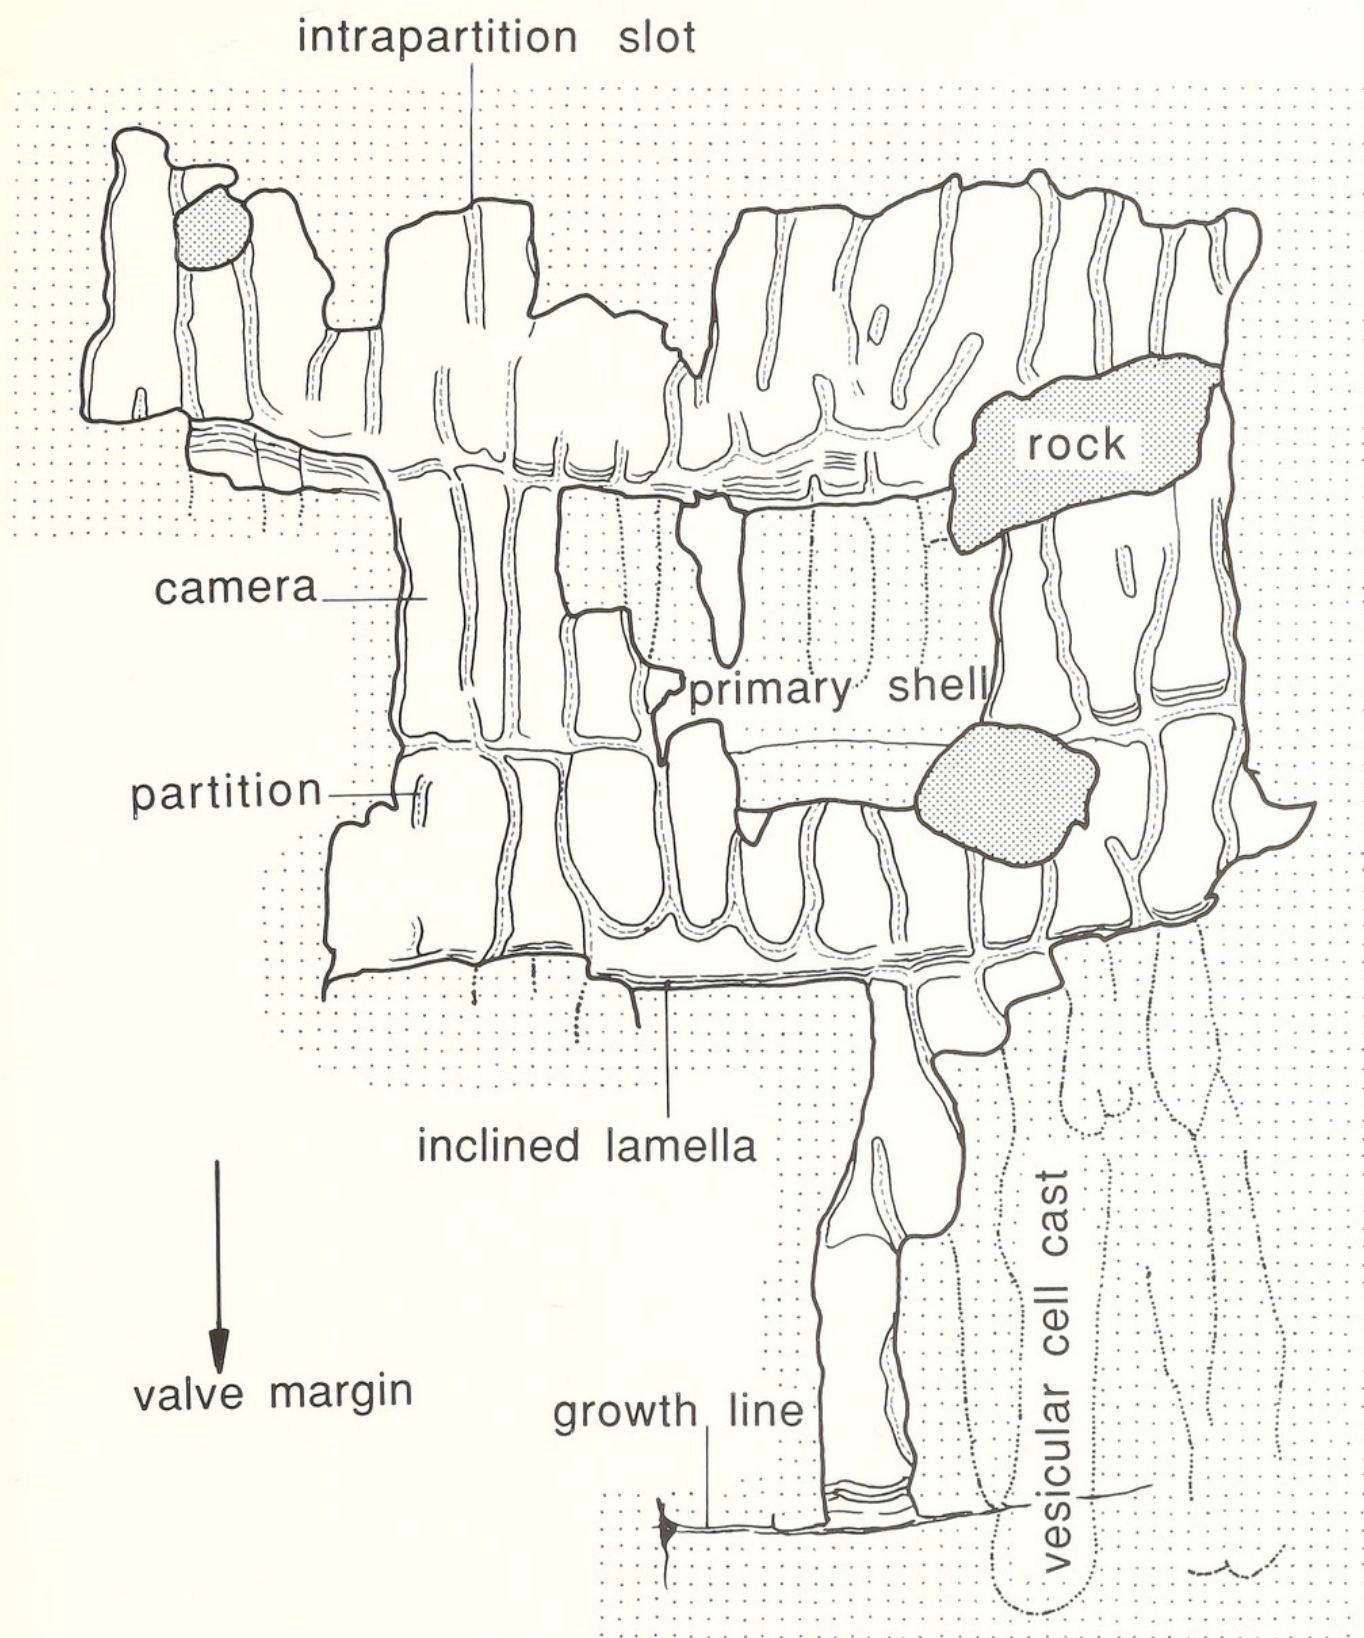 intrapartition slot
rock
camera
primary shell
partition
inclined lamella
vesicular cell cast
valve margin
growth line